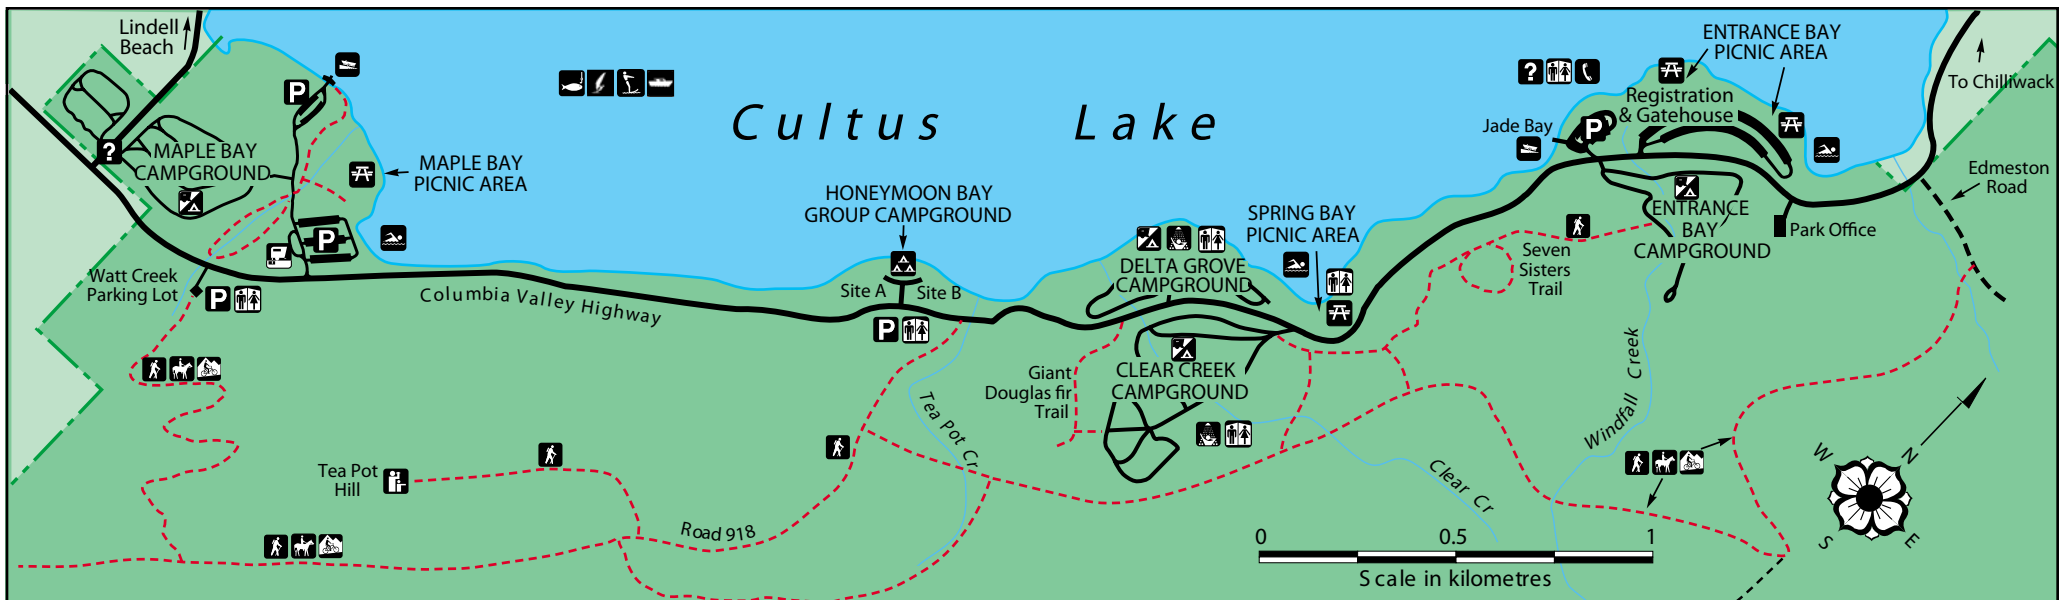 Lindell
Beach
?
MAPLE BAY
CAMPGROUND
P
P
MAPLE BAY
PICNIC AREA
Watt Creek
Parking Lot
P
Columbia Valley Highway
Cultus Lake
HONEYMOON BAY
GROUP CAMPGROUND
Site A
Site B
P
DELTA GROVE
CAMPGROUND
SPRING BAY
PICNIC AREA
CLEAR CREEK
CAMPGROUND
Giant
Douglas fir
Trail
Tea Pot Cr
Tea Pot
Hill
Road 918
Clear Cr
ENTRANCE BAY
PICNIC AREA
?
Registration
& Gatehouse
Jade Bay
P
To Chilliwack
Edmeston
Road
Park Office
ENTRANCE
BAY
CAMPGROUND
Seven
Sisters
Trail
Windfall Creek
W
N
S
E
0 0.5 1
Scale in kilometres